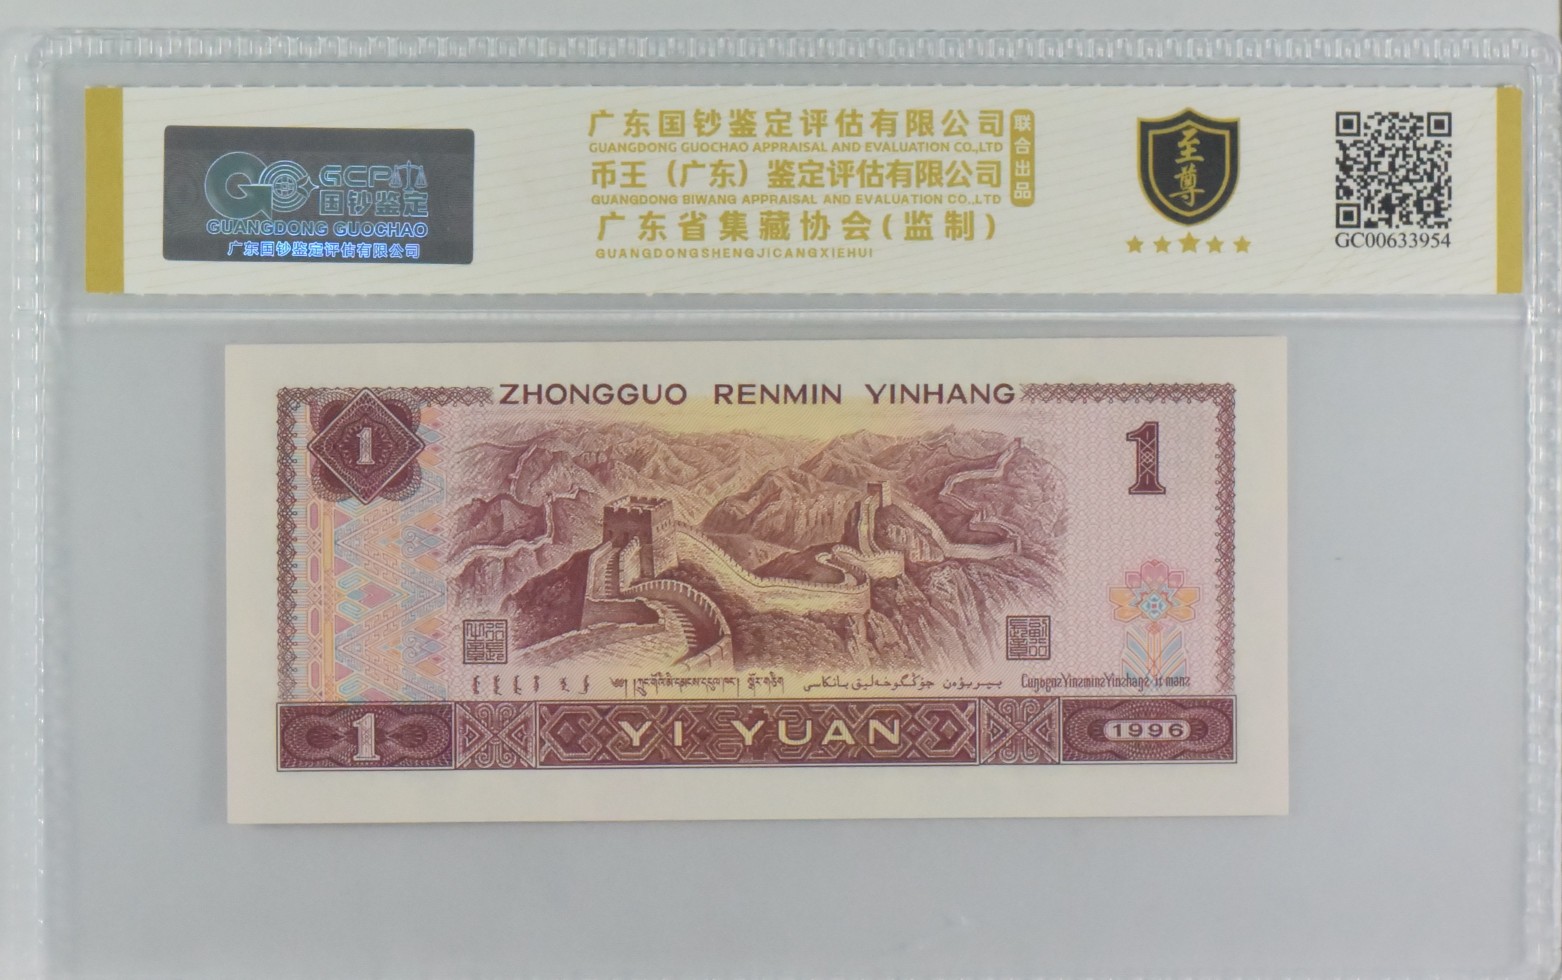 广东国钞鉴定评估有限公司
GUANGDONG GUOCHAO APPRAISAL AND EVALUATION CO.,LTD
币王（广东）鉴定评估有限公司
GUANGDONG BIWANG APPRAISAL AND EVALUATION CO.,LTD
广东省集藏协会(监制)
GUANGDONGSHENGJICANGXIEHUI
联合出品
GCP
国钞鉴定
GUANGDONG GUOCHAO
广东国钞鉴定评估有限公司
至尊
GC00633954
ZHONGGUO RENMIN YINHANG
1
1
CunghgozYinzminzYinzhangz it manz
1
YI YUAN
1996